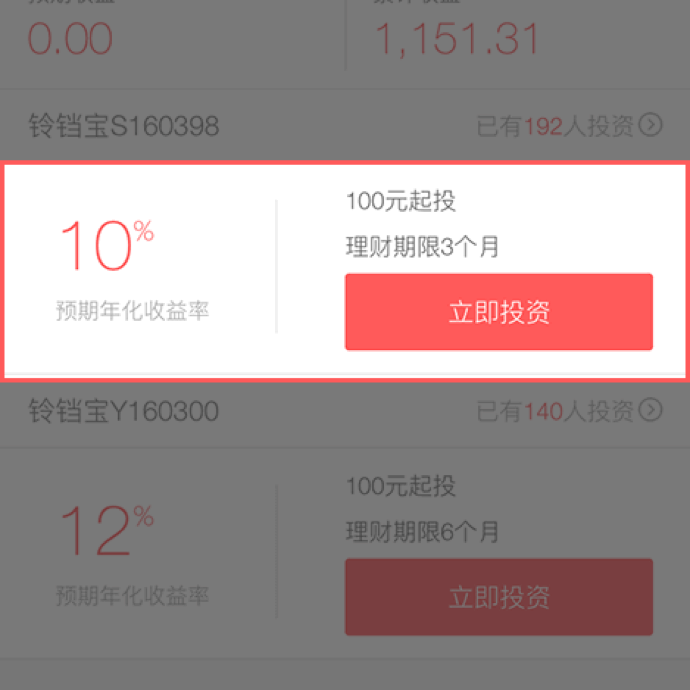 0.00
1,151.31
铃铛宝S160398
已有192人投资
10%
预期年化收益率
100元起投
理财期限3个月
立即投资
铃铛宝Y160300
已有140人投资
12%
预期年化收益率
100元起投
理财期限6个月
立即投资